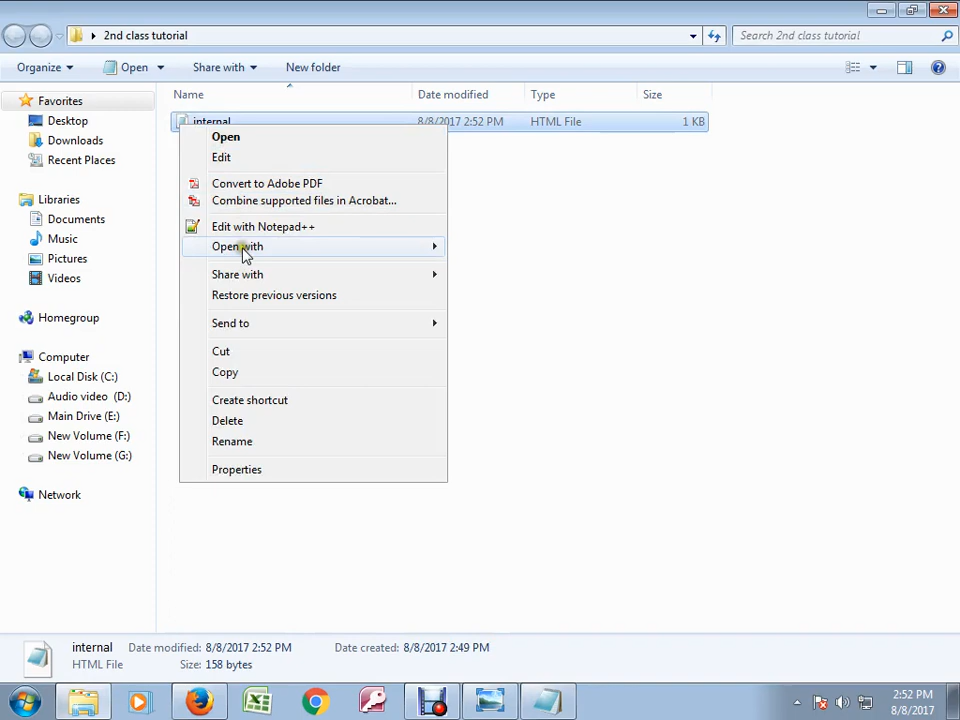 2nd class tutorial
Search 2nd class tutorial
Organize
Open
Share with
New folder
Name
Date modified
Type
Size
internal
8/8/2017 2:52 PM
HTML File
1 KB
Favorites
Desktop
Downloads
Recent Places
Libraries
Documents
Music
Pictures
Videos
Homegroup
Computer
Local Disk (C:)
Audio video (D:)
Main Drive (E:)
New Volume (F:)
New Volume (G:)
Network
Open
Edit
Convert to Adobe PDF
Combine supported files in Acrobat...
Edit with Notepad++
Open with
Share with
Restore previous versions
Send to
Cut
Copy
Create shortcut
Delete
Rename
Properties
internal
Date modified: 8/8/2017 2:52 PM
Date created: 8/8/2017 2:49 PM
HTML File
Size: 158 bytes
2:52 PM
8/8/2017